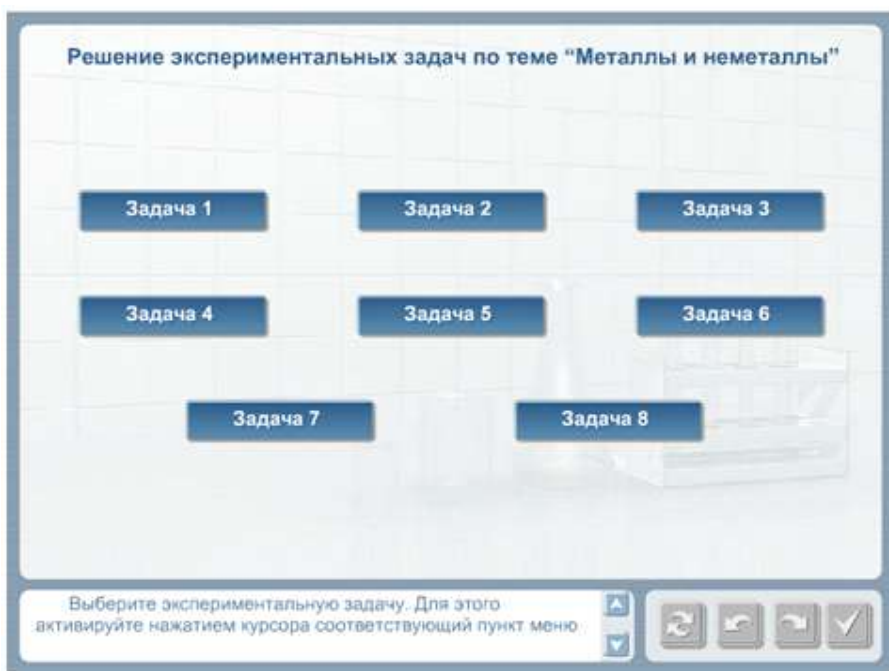 Решение экспериментальных задач по теме “Металлы и неметаллы”
Задача 1
Задача 2
Задача 3
Задача 4
Задача 5
Задача 6
Задача 7
Задача 8
Выберите экспериментальную задачу. Для этого
активируйте нажатием курсора соответствующий пункт меню